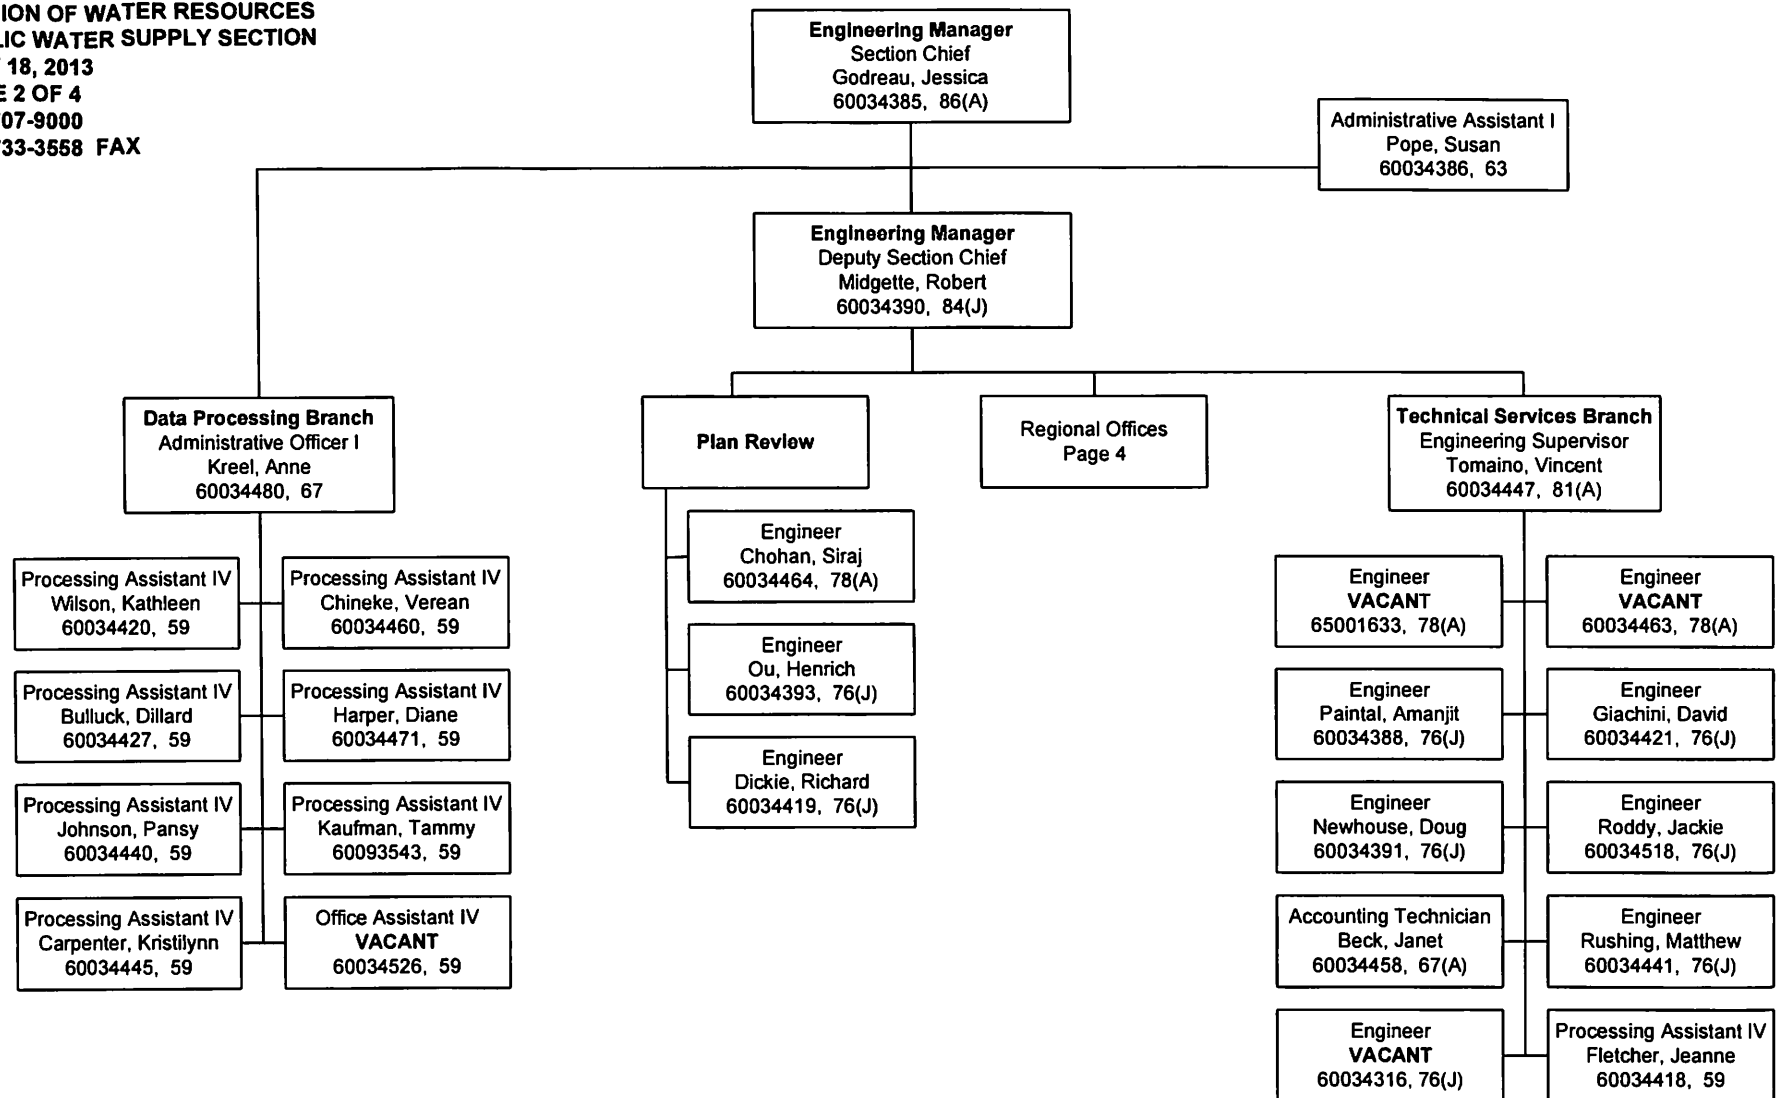 ION OF WATER RESOURCES
LIC WATER SUPPLY SECTION
18, 2013
E 2 OF 4
07-9000
733-3558 FAX
Engineering Manager
Section Chief
Godreau, Jessica
60034385, 86(A)
Administrative Assistant I
Pope, Susan
60034386, 63
Engineering Manager
Deputy Section Chief
Midgette, Robert
60034390, 84(J)
Data Processing Branch
Administrative Officer I
Kreel, Anne
60034480, 67
Plan Review
Regional Offices
Page 4
Technical Services Branch
Engineering Supervisor
Tomaino, Vincent
60034447, 81(A)
Processing Assistant IV
Wilson, Kathleen
60034420, 59
Processing Assistant IV
Chineke, Verean
60034460, 59
Processing Assistant IV
Bulluck, Dillard
60034427, 59
Processing Assistant IV
Harper, Diane
60034471, 59
Processing Assistant IV
Johnson, Pansy
60034440, 59
Processing Assistant IV
Kaufman, Tammy
60093543, 59
Processing Assistant IV
Carpenter, Kristilynn
60034445, 59
Office Assistant IV
VACANT
60034526, 59
Engineer
Chohan, Siraj
60034464, 78(A)
Engineer
Ou, Henrich
60034393, 76(J)
Engineer
Dickie, Richard
60034419, 76(J)
Engineer
VACANT
65001633, 78(A)
Engineer
VACANT
60034463, 78(A)
Engineer
Paintal, Amanjit
60034388, 76(J)
Engineer
Giachini, David
60034421, 76(J)
Engineer
Newhouse, Doug
60034391, 76(J)
Engineer
Roddy, Jackie
60034518, 76(J)
Accounting Technician
Beck, Janet
60034458, 67(A)
Engineer
Rushing, Matthew
60034441, 76(J)
Engineer
VACANT
60034316, 76(J)
Processing Assistant IV
Fletcher, Jeanne
60034418, 59